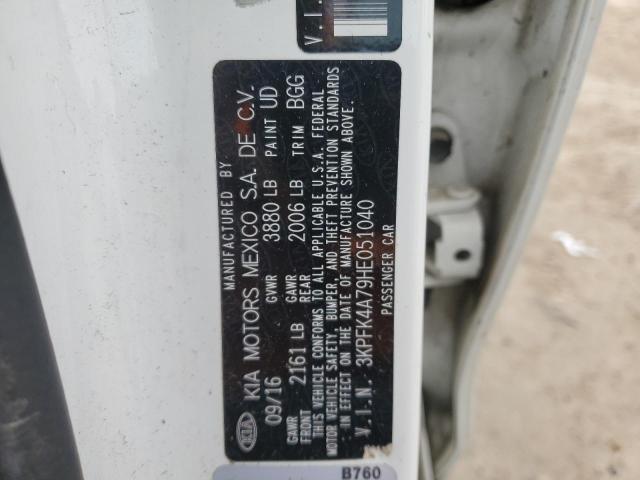 MANUFACTURED BY
KIA KIA MOTORS MEXICO S.A. DE C.V.
09/16 GVWR 3880 LB PAINT UD
GAWR FRONT 2161 LB GAWR REAR 2006 LB TRIM BGG
THIS VEHICLE CONFORMS TO ALL APPLICABLE U.S.A. FEDERAL
MOTOR VEHICLE SAFETY, BUMPER, AND THEFT PREVENTION STANDARDS
IN EFFECT ON THE DATE OF MANUFACTURE SHOWN ABOVE.
V.I.N. 3KPFK4A79HE051040
PASSENGER CAR
V.I.
B760